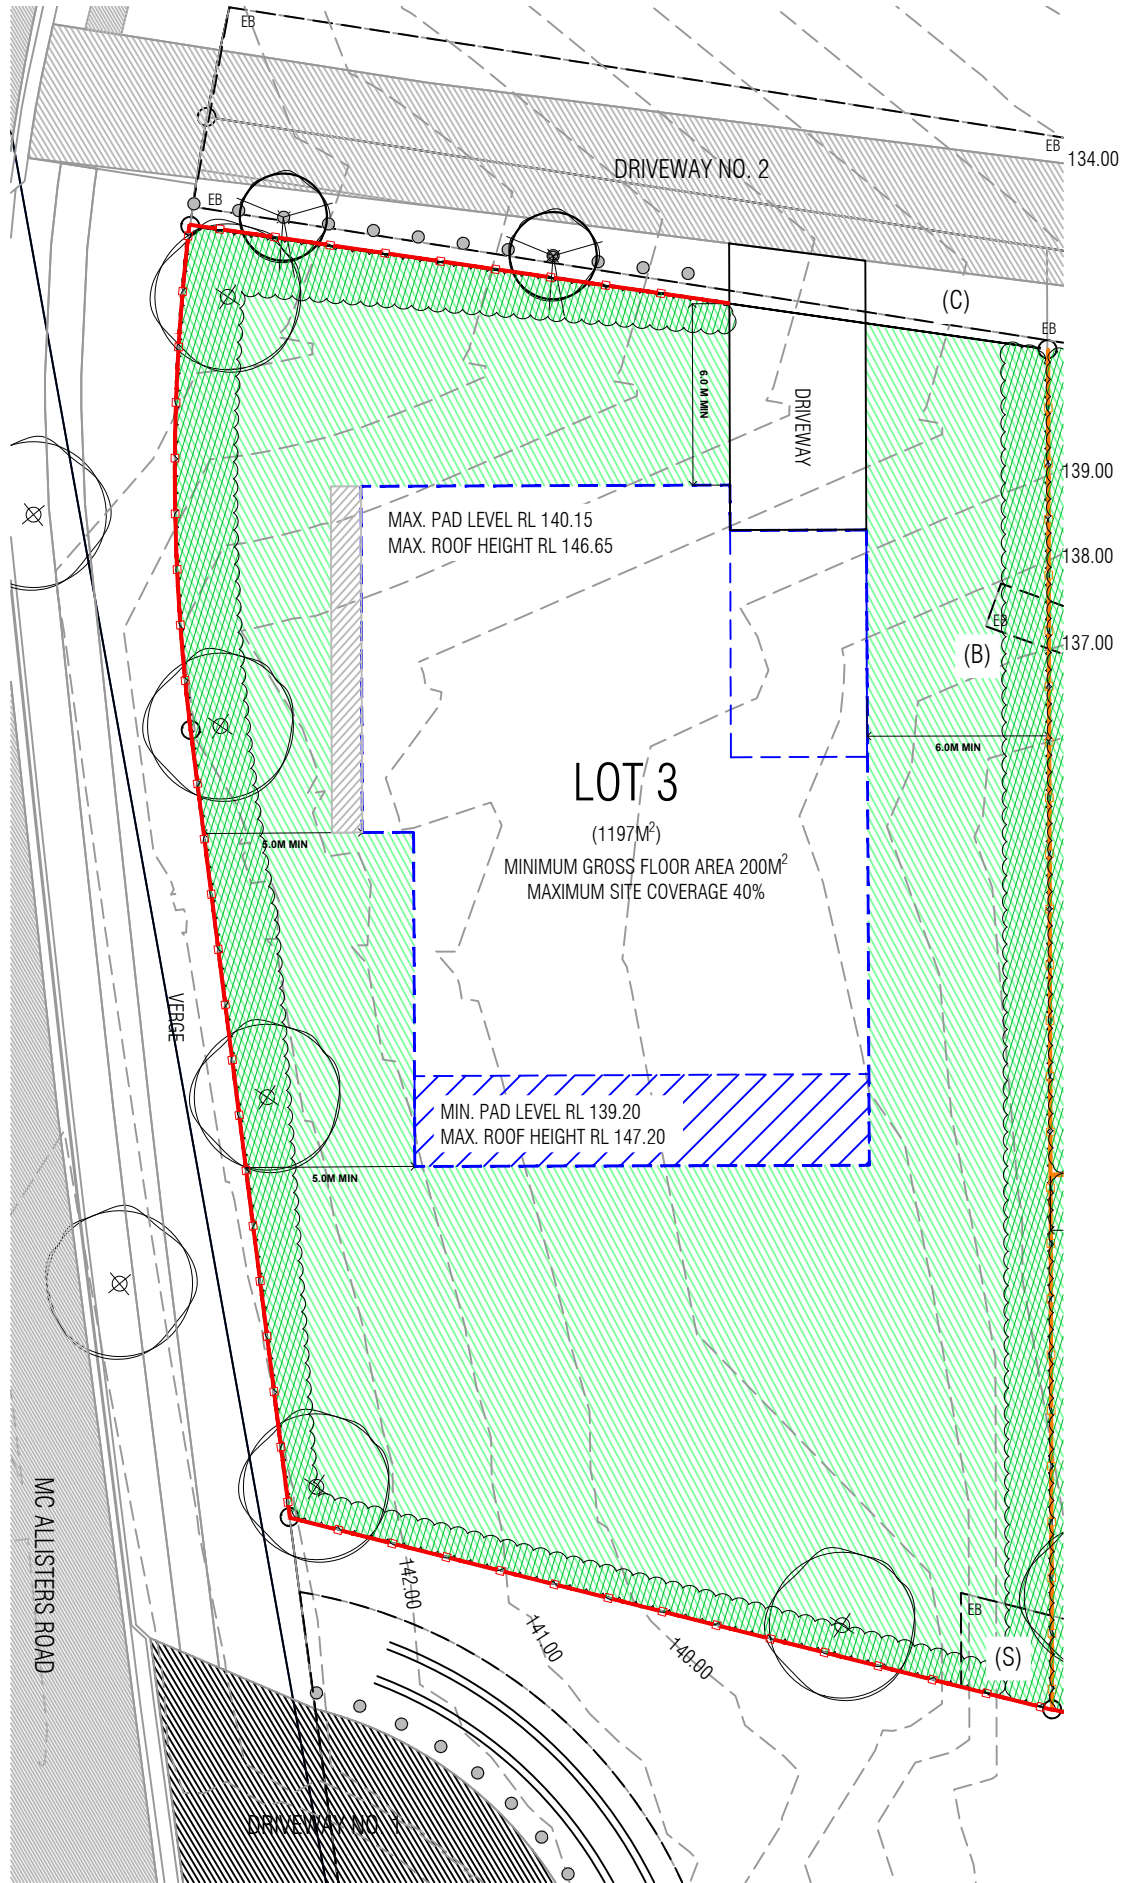 EB
EB
134.00
DRIVEWAY NO. 2
EB
(C)
EB
6.0 M MIN
DRIVEWAY
139.00
MAX. PAD LEVEL RL 140.15
MAX. ROOF HEIGHT RL 146.65
138.00
EB
137.00
(B)
6.0M MIN
LOT 3
(1197M²)
5.0M MIN
MINIMUM GROSS FLOOR AREA 200M²
MAXIMUM SITE COVERAGE 40%
VERGE
MIN. PAD LEVEL RL 139.20
MAX. ROOF HEIGHT RL 147.20
5.0M MIN
MC ALLISTERS ROAD
142.00
141.00
140.00
EB
(S)
DRIVEWAY NO. 1